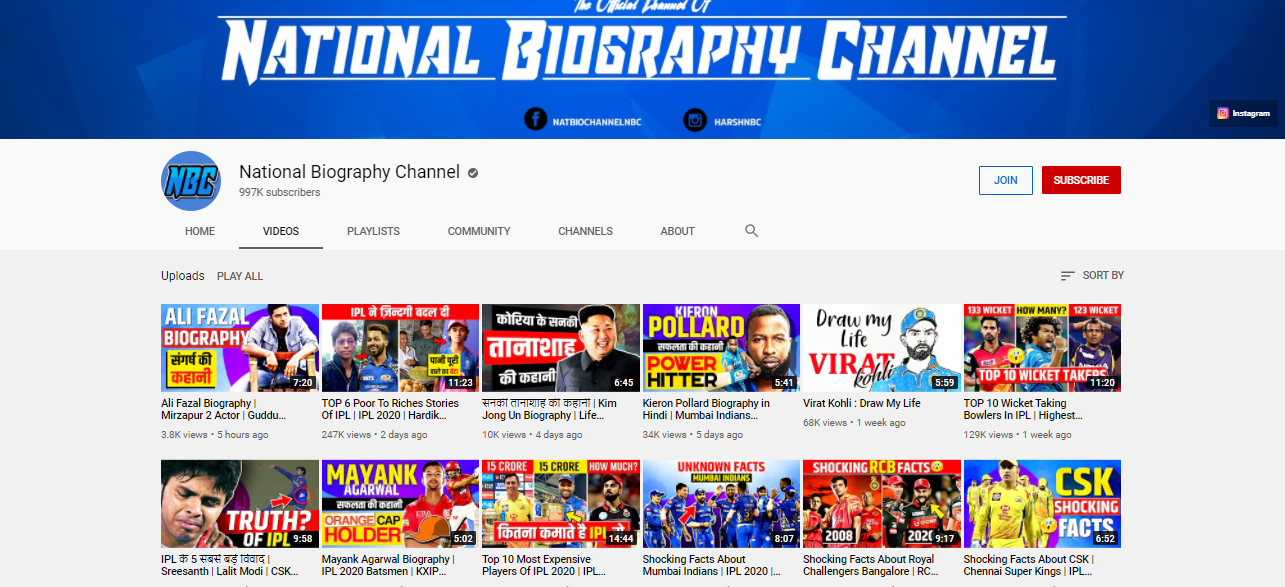 The Official Channel Of
NATIONAL BIOGRAPHY CHANNEL
NATBIOCHANNELNBC HARSHNBC
Instagram
NBC
National Biography Channel
997K subscribers
JOIN SUBSCRIBE
HOME VIDEOS PLAYLISTS COMMUNITY CHANNELS ABOUT
Uploads PLAY ALL SORT BY
ALI FAZAL
BIOGRAPHY
संगर्ष की
कहानी
7:20
IPL ने ज़िन्दगी बदल दी
पानी पूरी
वाले का बेटा
11:23
कोरिया के सनकी
तानाशाह
की कहानी
6:45
KIERON
POLLARD
सफलता की कहानी
POWER
HITTER
5:41
Draw my
Life
VIRAT
kohli
5:59
133 WICKET HOW MANY? 123 WICKET
TOP 10 WICKET TAKERS
11:20
Ali Fazal Biography |
Mirzapur 2 Actor | Guddu...
3.8K views • 5 hours ago
TOP 6 Poor To Riches Stories
Of IPL | IPL 2020 | Hardik...
247K views • 2 days ago
सनकी तानाशाह की कहानी | Kim
Jong Un Biography | Life...
10K views • 4 days ago
Kieron Pollard Biography in
Hindi | Mumbai Indians...
34K views • 5 days ago
Virat Kohli : Draw My Life
68K views • 1 week ago
TOP 10 Wicket Taking
Bowlers In IPL | Highest...
129K views • 1 week ago
TRUTH?
OF IPL
9:58
MAYANK
AGARWAL
सफलता की कहानी
ORANGE CAP
HOLDER
5:02
15 CRORE 15 CRORE HOW MUCH?
कितना कमाते है IPL से
14:44
UNKNOWN FACTS
MUMBAI INDIANS
8:07
SHOCKING RCB FACTS
2008 2020
9:17
CSK
SHOCKING
FACTS
6:52
IPL के 5 सबसे बड़े विवाद |
Sreesanth | Lalit Modi | CSK...
Mayank Agarwal Biography |
IPL 2020 Batsmen | KXIP...
Top 10 Most Expensive
Players Of IPL 2020 | IPL...
Shocking Facts About
Mumbai Indians | IPL 2020 |...
Shocking Facts About Royal
Challengers Bangalore | RC...
Shocking Facts About CSK |
Chennai Super Kings | IPL...